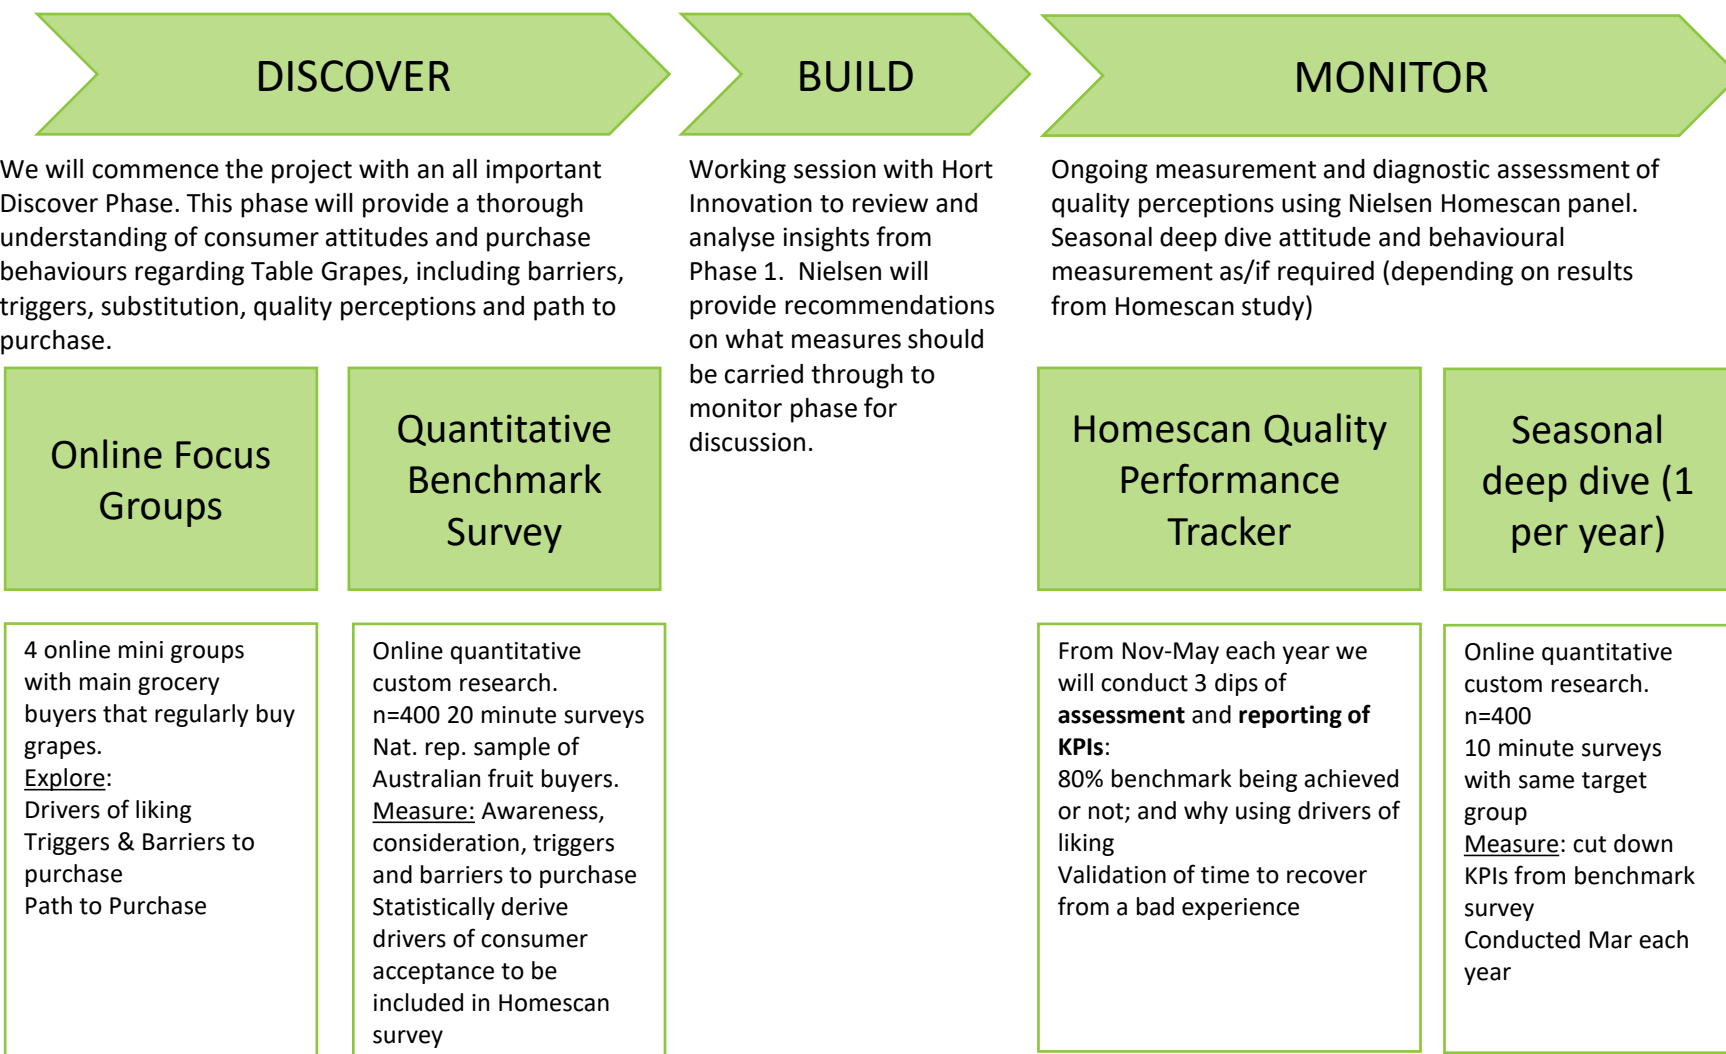 DISCOVER
BUILD
MONITOR
We will commence the project with an all important
Discover Phase. This phase will provide a thorough
understanding of consumer attitudes and purchase
behaviours regarding Table Grapes, including barriers,
triggers, substitution, quality perceptions and path to
purchase.
Working session with Hort
Innovation to review and
analyse insights from
Phase 1.  Nielsen will
provide recommendations
on what measures should
be carried through to
monitor phase for
discussion.
Ongoing measurement and diagnostic assessment of
quality perceptions using Nielsen Homescan panel.
Seasonal deep dive attitude and behavioural
measurement as/if required (depending on results
from Homescan study)
Online Focus
Groups
Quantitative
Benchmark
Survey
Homescan Quality
Performance
Tracker
Seasonal
deep dive (1
per year)
4 online mini groups
with main grocery
buyers that regularly buy
grapes.
Explore:
Drivers of liking
Triggers & Barriers to
purchase
Path to Purchase
Online quantitative
custom research.
n=400 20 minute surveys
Nat. rep. sample of
Australian fruit buyers.
Measure: Awareness,
consideration, triggers
and barriers to purchase
Statistically derive
drivers of consumer
acceptance to be
included in Homescan
survey
From Nov-May each year we
will conduct 3 dips of
assessment and reporting of
KPIs:
80% benchmark being achieved
or not; and why using drivers of
liking
Validation of time to recover
from a bad experience
Online quantitative
custom research.
n=400
10 minute surveys
with same target
group
Measure: cut down
KPIs from benchmark
survey
Conducted Mar each
year